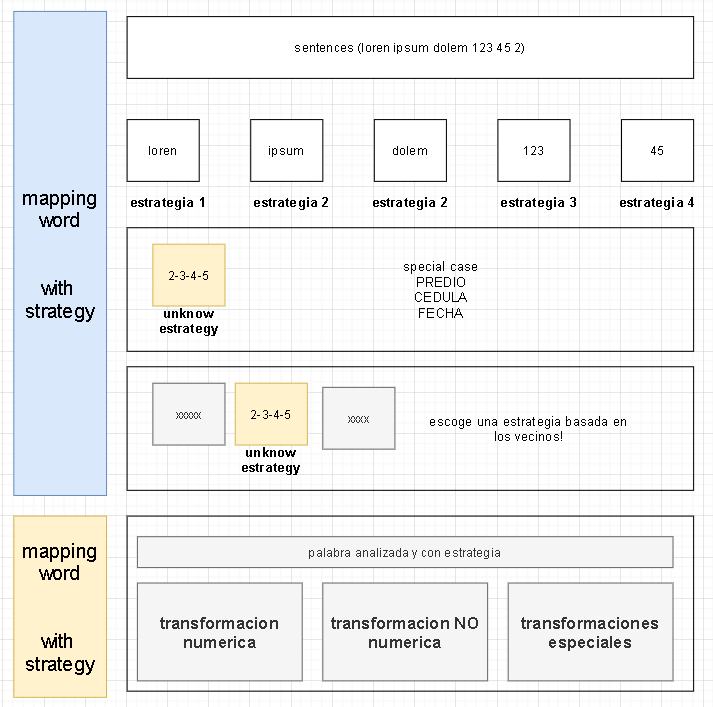 mapping
word
with
strategy
sentences (loren ipsum dolem 123 45 2)
loren
ipsum
dolem
123
45
estrategia 1
estrategia 2
estrategia 2
estrategia 3
estrategia 4
2-3-4-5
unknow
estrategy
special case
PREDIO
CEDULA
FECHA
xxxxx
2-3-4-5
xxxx
unknow
estrategy
escoge una estrategia basada en
los vecinos!
mapping
word
with
strategy
palabra analizada y con estrategia
transformacion
numerica
transformacion NO
numerica
transformaciones
especiales